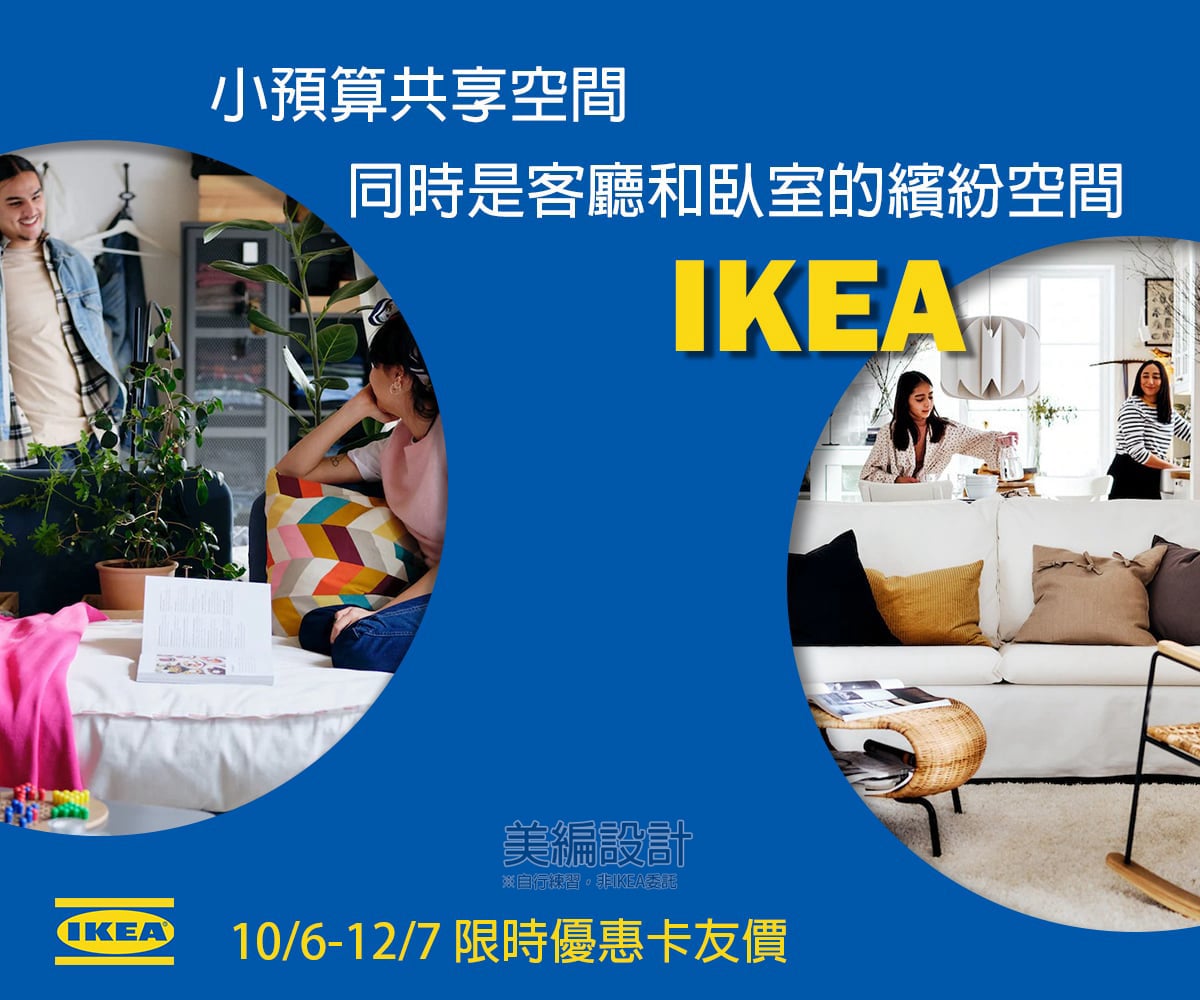 小預算共享空間
同時是客廳和臥室的繽紛空間
IKEA
美編設計
※自行練習，非IKEA委託
IKEA®
10/6-12/7 限時優惠卡友價